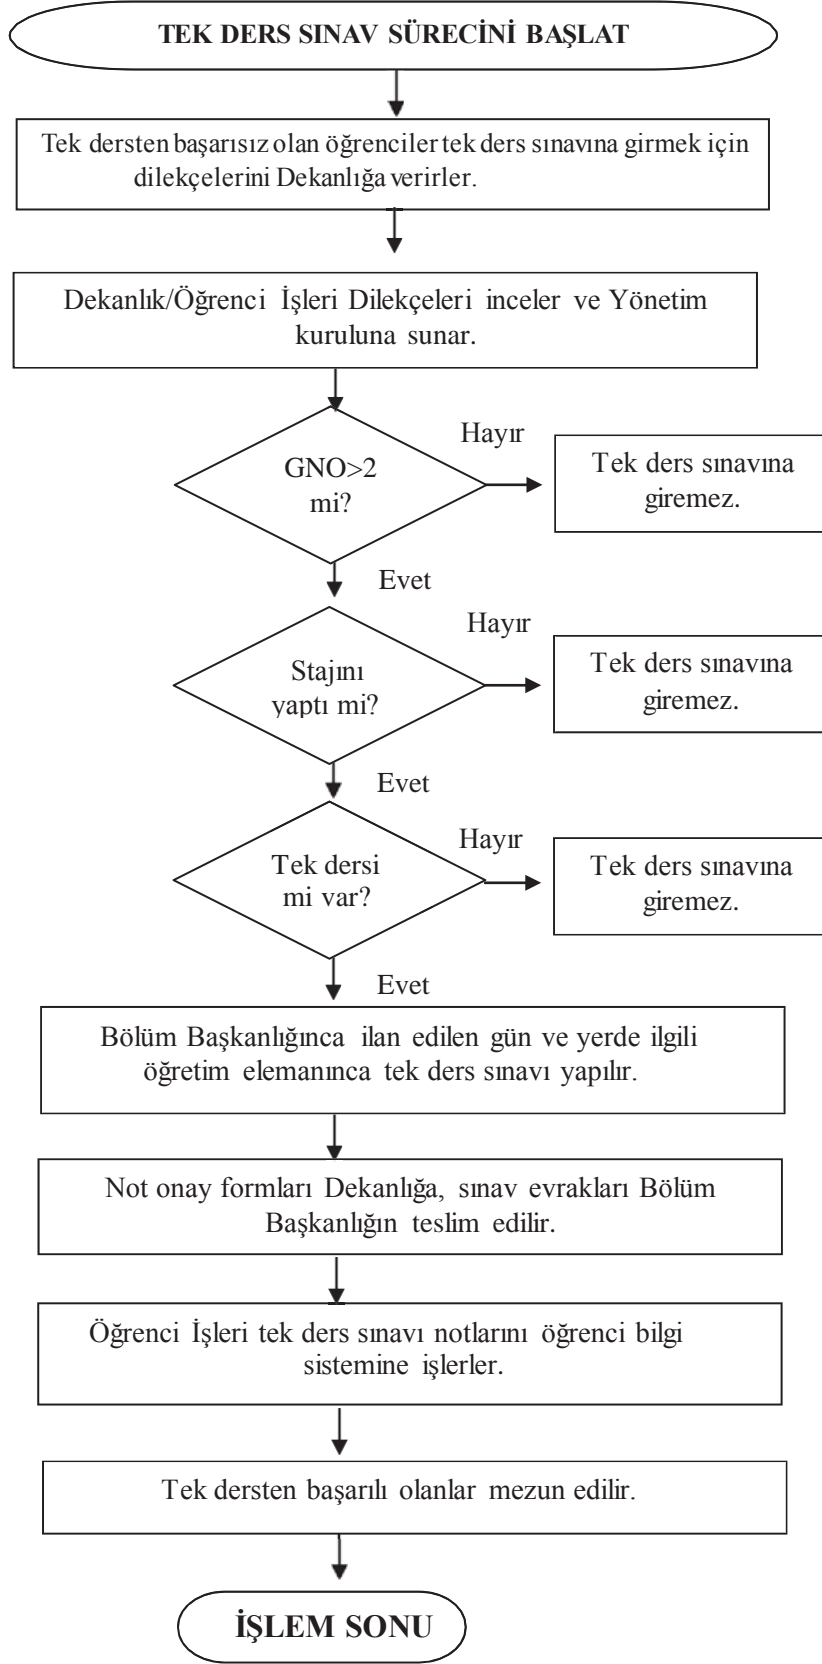 TEK DERS SINAV SÜRECİNİ BAŞLAT
Tek dersten başarısız olan öğrenciler tek ders sınavına girmek için
dilekçelerini Dekanlığa verirler.
Dekanlık/Öğrenci İşleri Dilekçeleri inceler ve Yönetim
kuruluna sunar.
GNO>2
mi?
Hayır
Tek ders sınavına
giremez.
Evet
Stajını
yaptı mi?
Hayır
Tek ders sınavına
giremez.
Evet
Tek dersi
mi var?
Hayır
Tek ders sınavına
giremez.
Evet
Bölüm Başkanlığınca ilan edilen gün ve yerde ilgili
öğretim elemanınca tek ders sınavı yapılır.
Not onay formları Dekanlığa, sınav evrakları Bölüm
Başkanlığın teslim edilir.
Öğrenci İşleri tek ders sınavı notlarını öğrenci bilgi
sistemine işlerler.
Tek dersten başarılı olanlar mezun edilir.
İŞLEM SONU